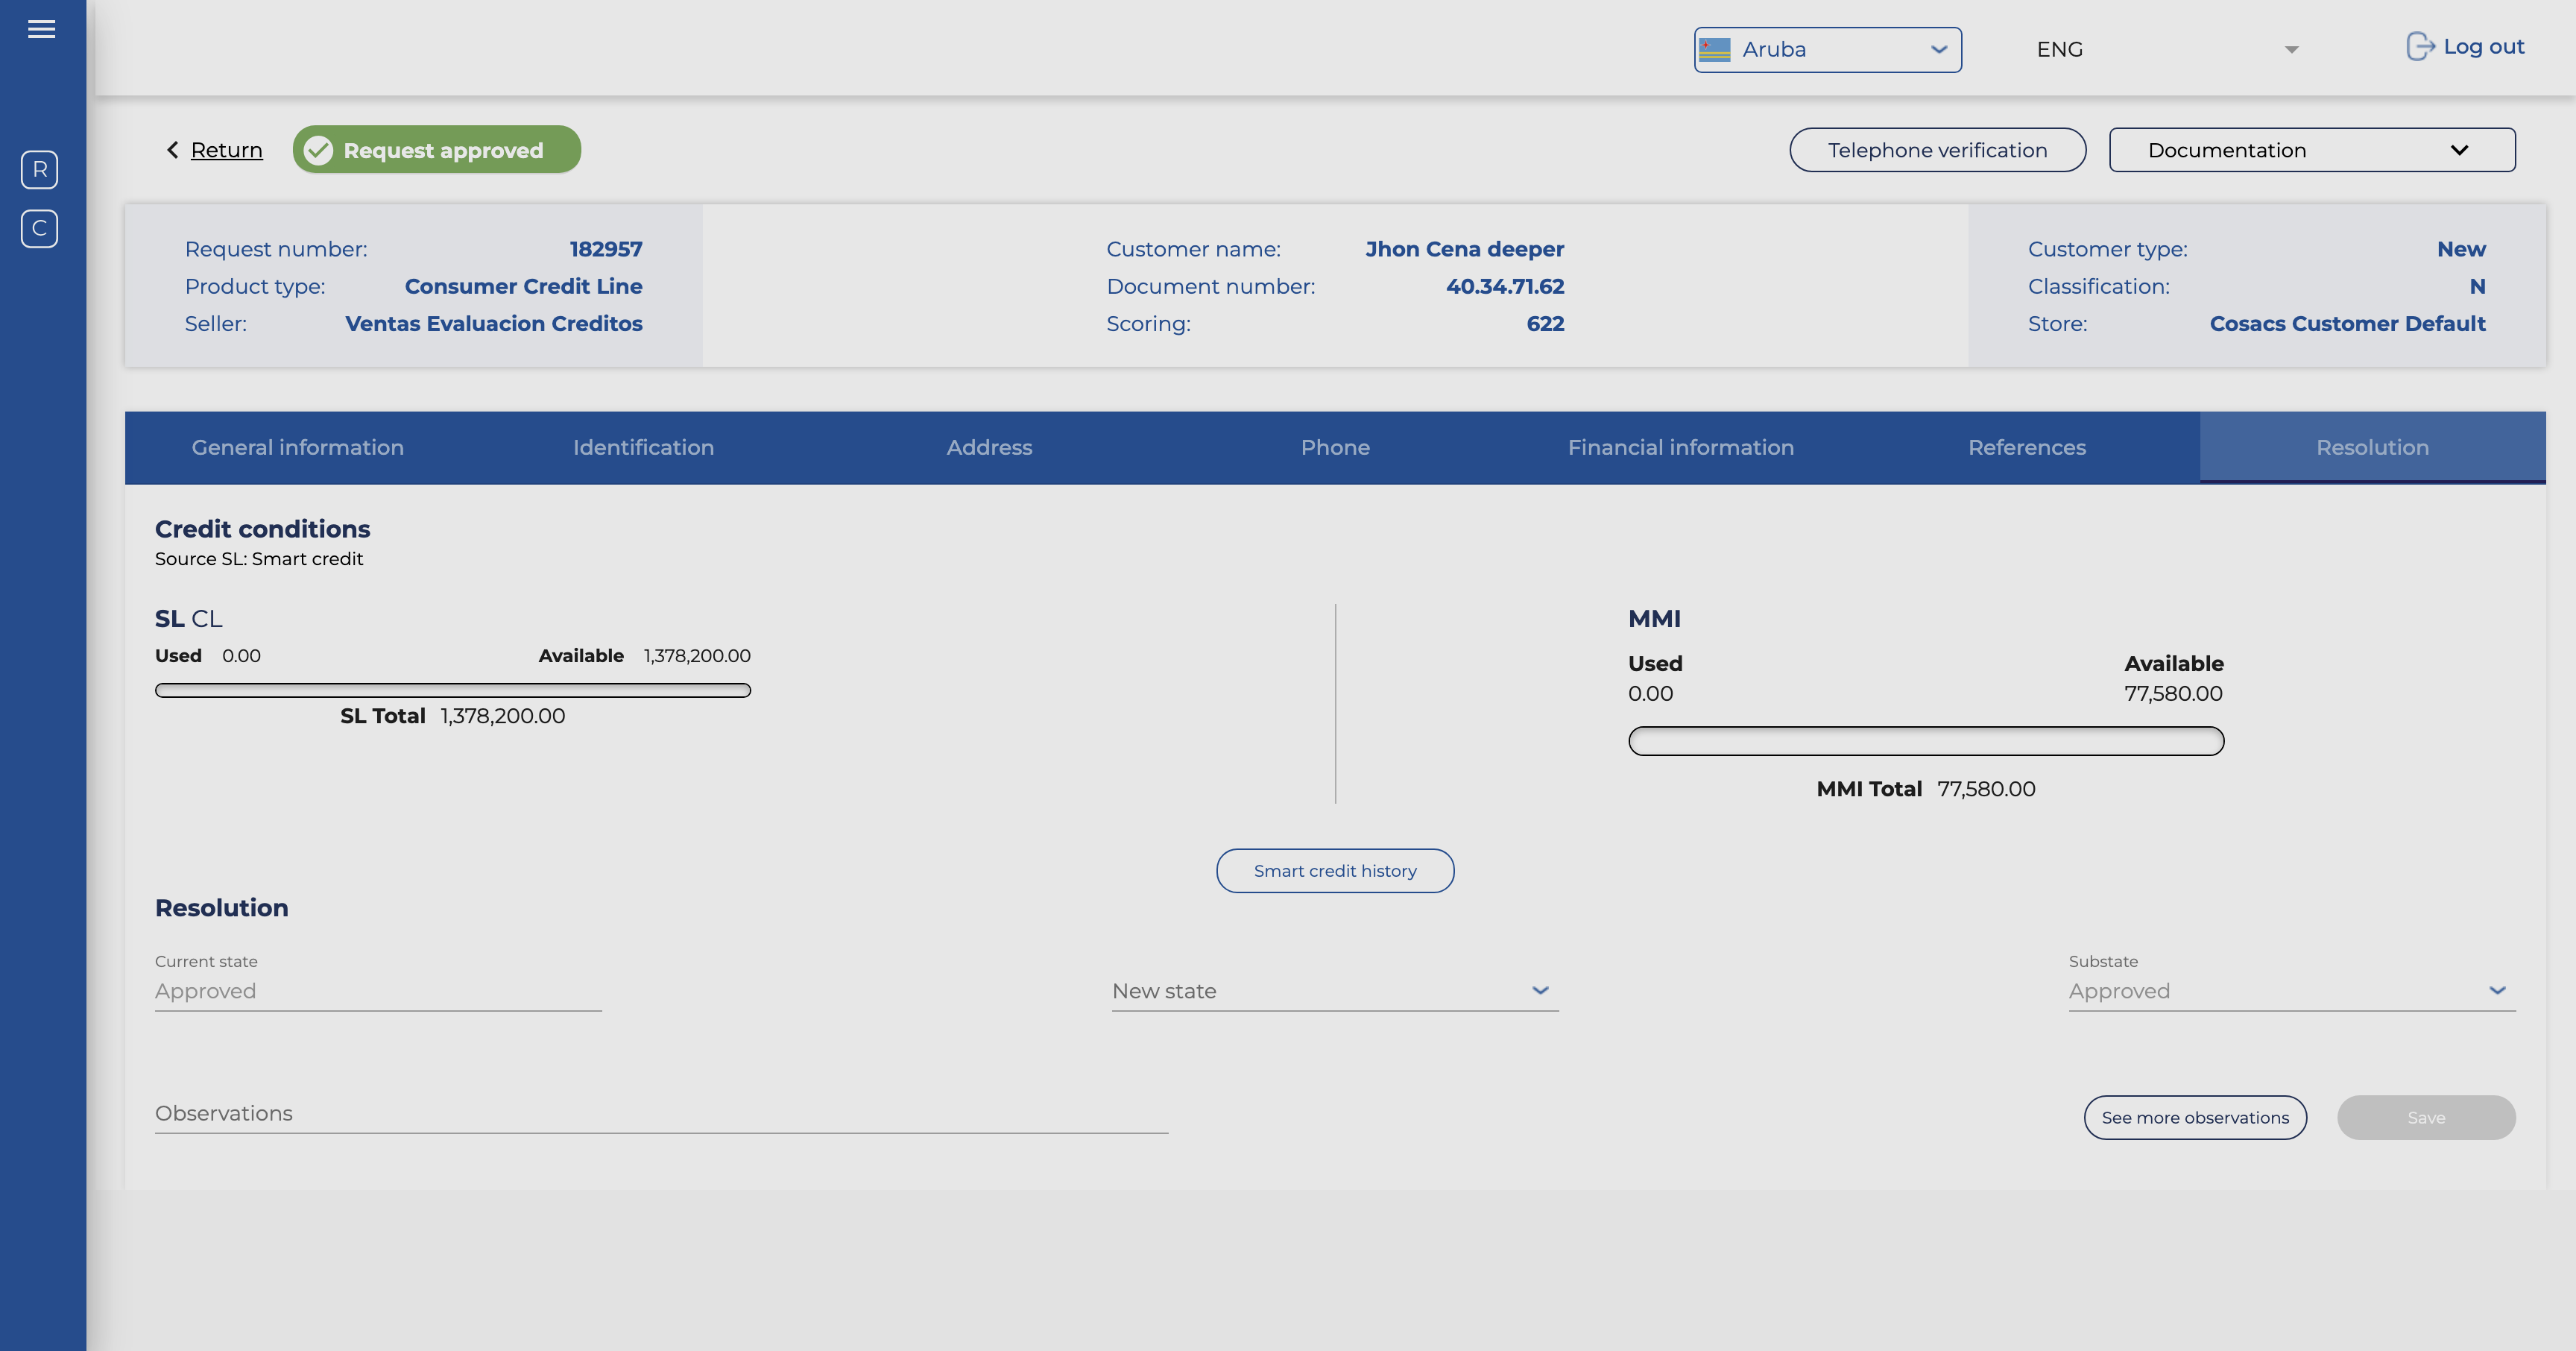 Aruba
ENG
Log out
R
C
Return
Request approved
Telephone verification
Documentation
Request number: 182957
Product type: Consumer Credit Line
Seller: Ventas Evaluacion Creditos
Customer name: Jhon Cena deeper
Document number: 40.34.71.62
Scoring: 622
Customer type: New
Classification: N
Store: Cosacs Customer Default
General information
Identification
Address
Phone
Financial information
References
Resolution
Credit conditions
Source SL: Smart credit
SL CL
Used 0.00 Available 1,378,200.00
SL Total 1,378,200.00
MMI
Used Available
0.00 77,580.00
MMI Total 77,580.00
Smart credit history
Resolution
Current state
Approved
New state
Substate
Approved
Observations
See more observations
Save